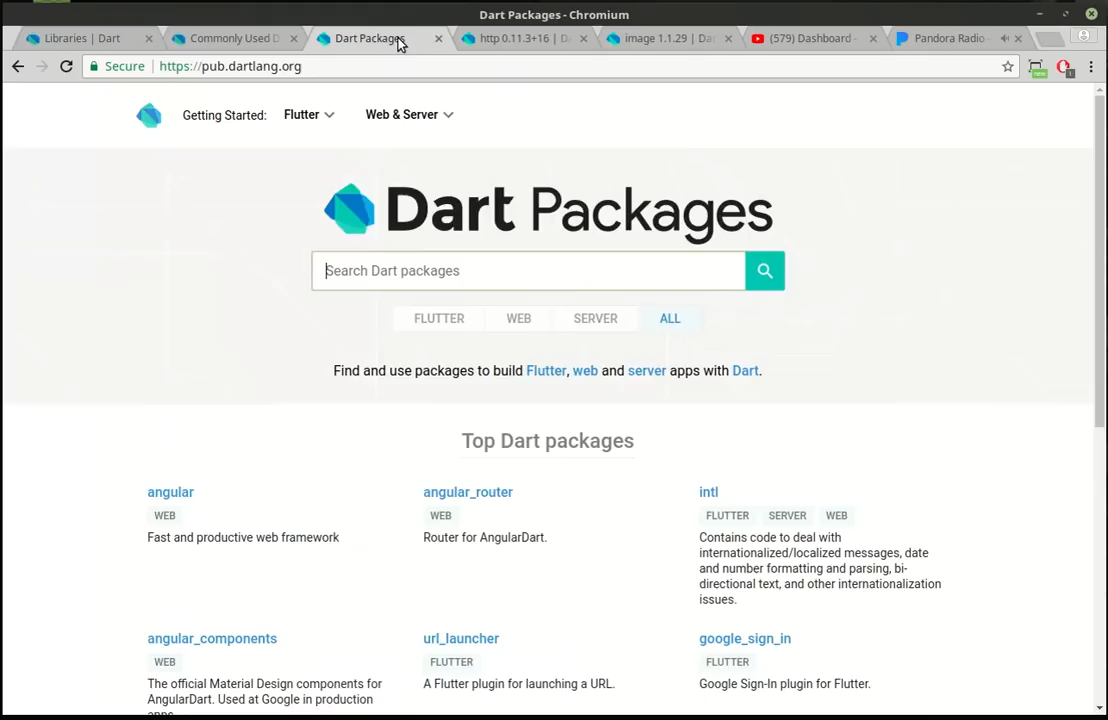 Dart Packages - Chromium
Libraries | Dart
Commonly Used D
Dart Packages
http 0.11.3+16 | D
image 1.1.29 | Da
(579) Dashboard -
Pandora Radio -
Secure | https://pub.dartlang.org
new
1
Getting Started: Flutter Web & Server
Dart Packages
Search Dart packages
FLUTTER WEB SERVER ALL
Find and use packages to build Flutter, web and server apps with Dart.
Top Dart packages
angular
WEB
Fast and productive web framework
angular_router
WEB
Router for AngularDart.
intl
FLUTTER SERVER WEB
Contains code to deal with
internationalized/localized messages, date
and number formatting and parsing, bi-
directional text, and other internationalization
issues.
angular_components
WEB
The official Material Design components for
AngularDart. Used at Google in production
apps.
url_launcher
FLUTTER
A Flutter plugin for launching a URL.
google_sign_in
FLUTTER
Google Sign-In plugin for Flutter.